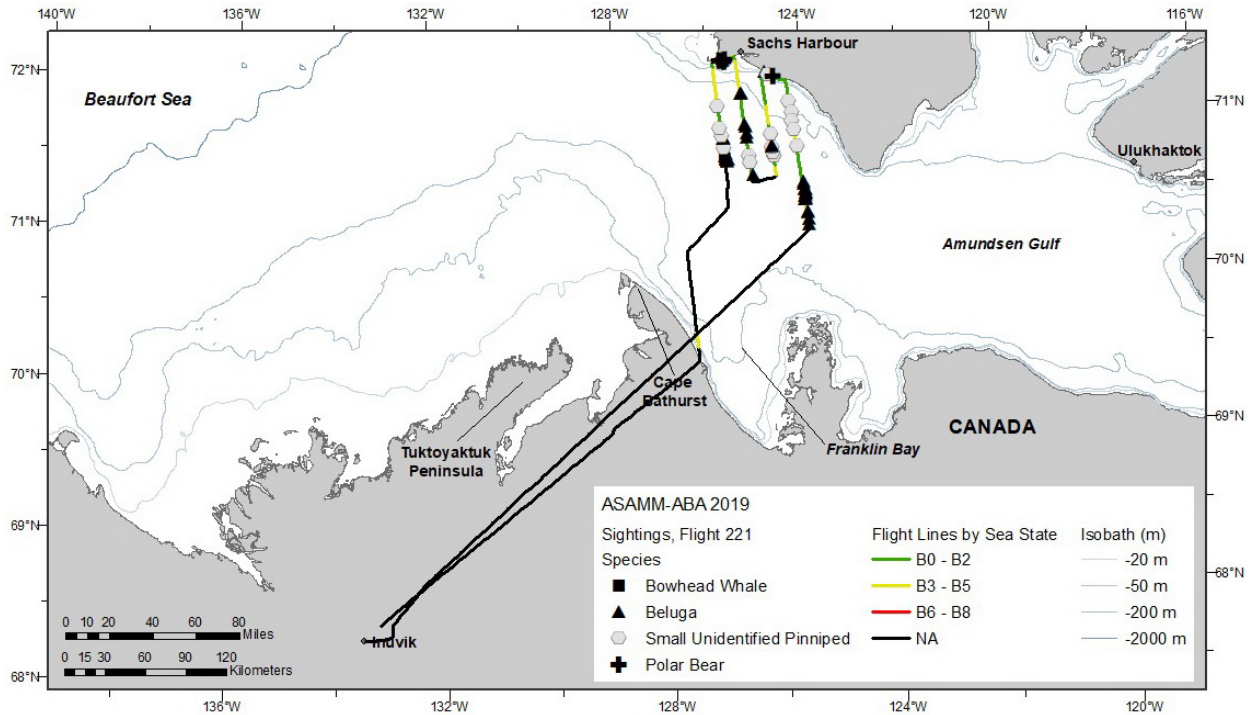 140°W 136°W 132°W 128°W 124°W 120°W 116°W
Sachs Harbour
72°N
Beaufort Sea
71°N
Ulukhaktok
71°N
Amundsen Gulf
70°N
70°N
Cape
Bathurst
CANADA
69°N
Tuktoyaktuk
Peninsula
Franklin Bay
69°N
ASAMM-ABA 2019
Sightings, Flight 221
Species
Bowhead Whale
Beluga
Small Unidentified Pinniped
Polar Bear
Flight Lines by Sea State
B0 - B2
B3 - B5
B6 - B8
NA
Isobath (m)
-20 m
-50 m
-200 m
-2000 m
68°N
0 10 20 40 60 80
Miles
0 15 30 60 90 120
Kilometers
Inuvik
68°N
136°W 132°W 128°W 124°W 120°W